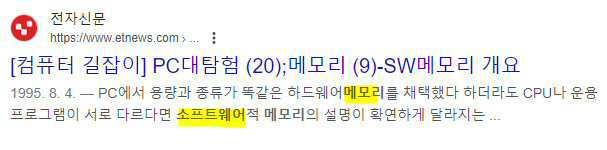 전자신문
https://www.etnews.com › ...
[컴퓨터 길잡이] PC대탐험 (20);메모리 (9)-SW메모리 개요
1995. 8. 4. — PC에서 용량과 종류가 똑같은 하드웨어메모리를 채택했다 하더라도 CPU나 운용
프로그램이 서로 다르다면 소프트웨어적 메모리의 설명이 확연하게 달라지는 ...